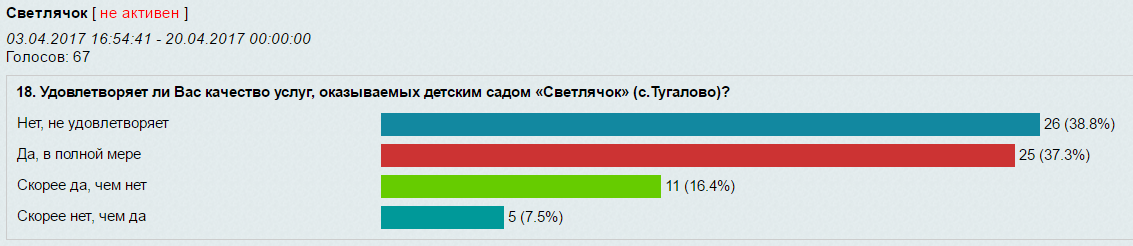 Светлячок [ не активен ]
03.04.2017 16:54:41 - 20.04.2017 00:00:00
Голосов: 67
18. Удовлетворяет ли Вас качество услуг, оказываемых детским садом «Светлячок» (с.Тугалово)?
Нет, не удовлетворяет 26 (38.8%)
Да, в полной мере 25 (37.3%)
Скорее да, чем нет 11 (16.4%)
Скорее нет, чем да 5 (7.5%)